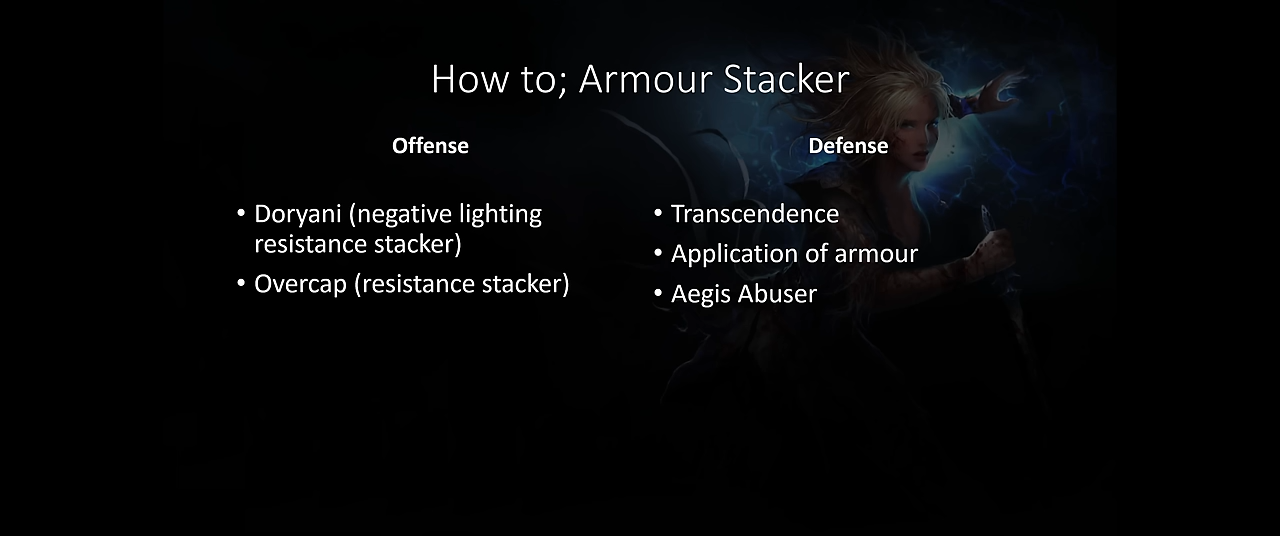 How to; Armour Stacker
Offense
• Doryani (negative lighting
resistance stacker)
• Overcap (resistance stacker)
Defense
• Transcendence
• Application of armour
• Aegis Abuser